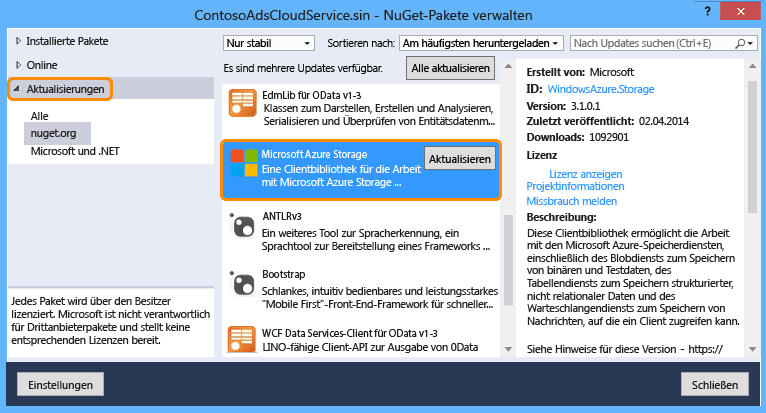 ContosoAdsCloudService.sin - NuGet-Pakete verwalten
? X
Installierte Pakete
Online
Aktualisierungen
Alle
nuget.org
Microsoft und .NET
Jedes Paket wird über den Besitzer
lizenziert. Microsoft ist nicht verantwortlich
für Drittanbieterpakete und stellt keine
entsprechenden Lizenzen bereit.
Nur stabil
Sortieren nach:
Am häufigsten heruntergeladen
Nach Updates suchen (Ctrl+E)
Es sind mehrere Updates verfügbar.
Alle aktualisieren
EdmLib für OData v1-3
Klassen zum Darstellen, Erstellen und Analysieren,
Serialisieren und Überprüfen von Entitätsdatenm...
Microsoft Azure Storage
Aktualisieren
Eine Clientbibliothek für die Arbeit
mit Microsoft Azure Storage ...
ANTLRv3
Ein weiteres Tool zur Spracherkennung, ein
Sprachtool zur Bereitstellung eines Frameworks ...
Bootstrap
Schlankes, intuitiv bedienbares und leistungsstarkes
"Mobile First"-Front-End-Framework für schneller...
WCF Data Services-Client für OData v1-3
LINO-fähige Client-API zur Ausgabe von 0Data
Erstellt von: Microsoft
ID: WindowsAzure.Storage
Version: 3.1.0.1
Zuletzt veröffentlicht: 02.04.2014
Downloads: 1092901
Lizenz
Lizenz anzeigen
Projektinformationen
Missbrauch melden
Beschreibung:
Diese Clientbibliothek ermöglicht die Arbeit
mit den Microsoft Azure-Speicherdiensten,
einschließlich des Blobdiensts zum Speichern
von binären und Testdaten, des
Tabellendiensts zum Speichern strukturierter,
nicht relationaler Daten und des
Warteschlangendiensts zum Speichern von
Nachrichten, auf die ein Client zugreifen kann.
Siehe Hinweise für diese Version - https://
Einstellungen
Schließen